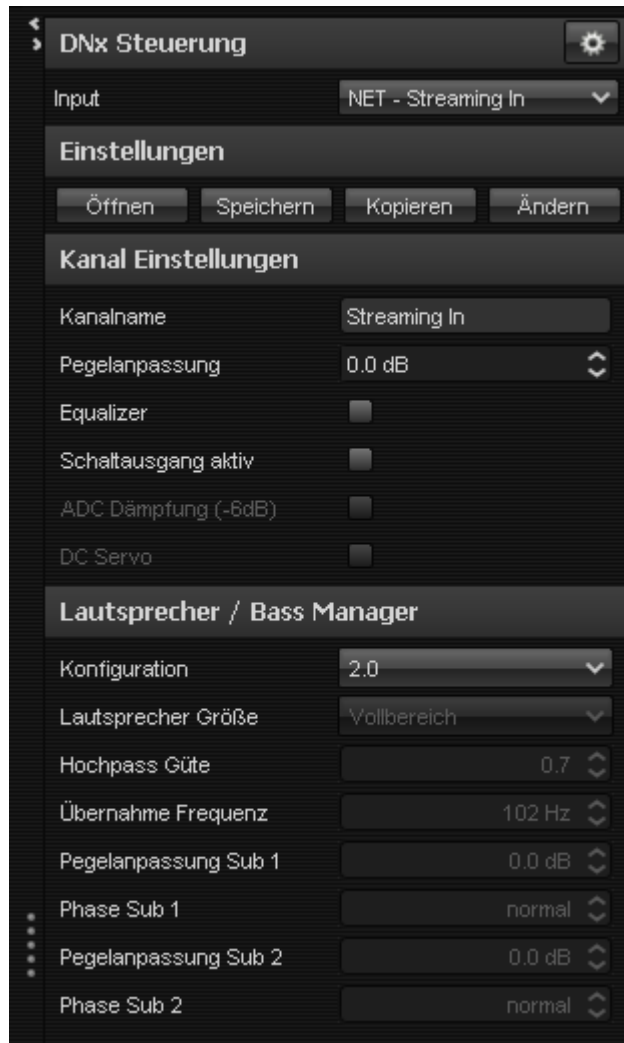 DNx Steuerung
Input NET - Streaming In
Einstellungen
Öffnen Speichern Kopieren Ändern
Kanal Einstellungen
Kanalname Streaming In
Pegelanpassung 0.0 dB
Equalizer
Schaltausgang aktiv
ADC Dämpfung (-6dB)
DC Servo
Lautsprecher / Bass Manager
Konfiguration 2.0
Lautsprecher Größe Vollbereich
Hochpass Güte 0.7
Übernahme Frequenz 102 Hz
Pegelanpassung Sub 1 0.0 dB
Phase Sub 1 normal
Pegelanpassung Sub 2 0.0 dB
Phase Sub 2 normal